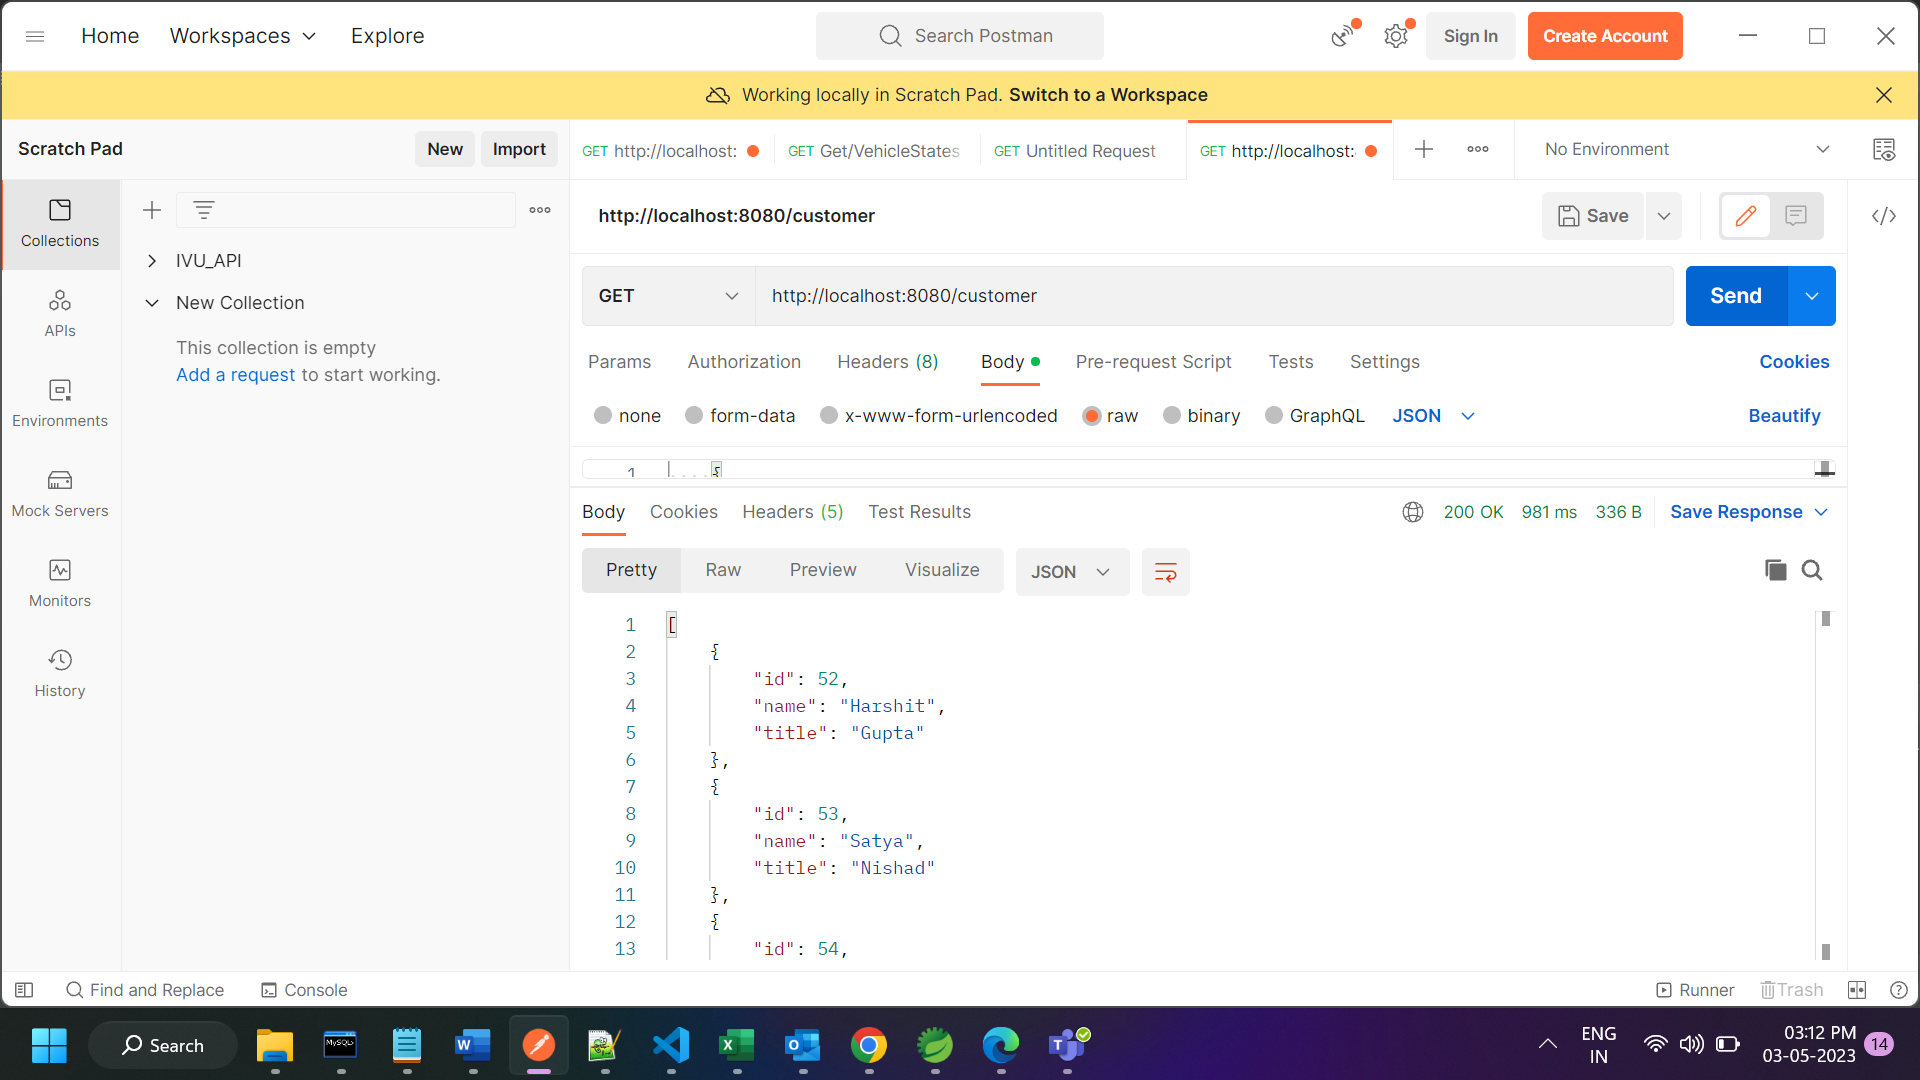 Home Workspaces Explore Search Postman Sign In Create Account
Working locally in Scratch Pad. Switch to a Workspace
Scratch Pad New Import
GET http://localhost: GET Get/VehicleStates GET Untitled Request GET http://localhost: No Environment
Collections
APIs
Environments
Mock Servers
Monitors
History
IVU_API
New Collection
This collection is empty
Add a request to start working.
http://localhost:8080/customer Save
GET http://localhost:8080/customer Send
Params Authorization Headers (8) Body Pre-request Script Tests Settings Cookies
none form-data x-www-form-urlencoded raw binary GraphQL JSON Beautify
1 {
Body Cookies Headers (5) Test Results 200 OK 981 ms 336 B Save Response
Pretty Raw Preview Visualize JSON
1 [
2 {
3 "id": 52,
4 "name": "Harshit",
5 "title": "Gupta"
6 },
7 {
8 "id": 53,
9 "name": "Satya",
10 "title": "Nishad"
11 },
12 {
13 "id": 54,
Find and Replace Console Runner Trash
Search MySQL ENG
IN 03:12 PM
03-05-2023 14